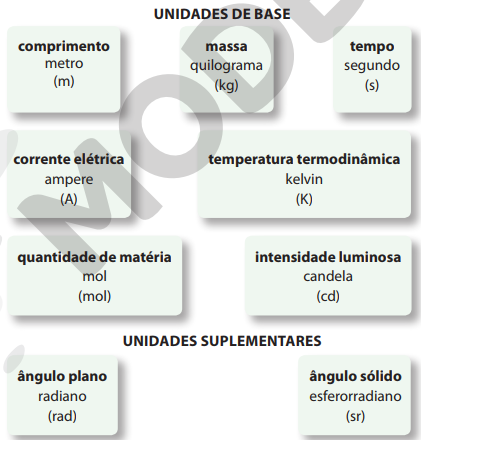 UNIDADES DE BASE
comprimento
metro
(m)
massa
quilograma
(kg)
tempo
segundo
(s)
corrente elétrica
ampere
(A)
temperatura termodinâmica
kelvin
(K)
quantidade de matéria
mol
(mol)
intensidade luminosa
candela
(cd)
UNIDADES SUPLEMENTARES
ângulo plano
radiano
(rad)
ângulo sólido
esferorradiano
(sr)